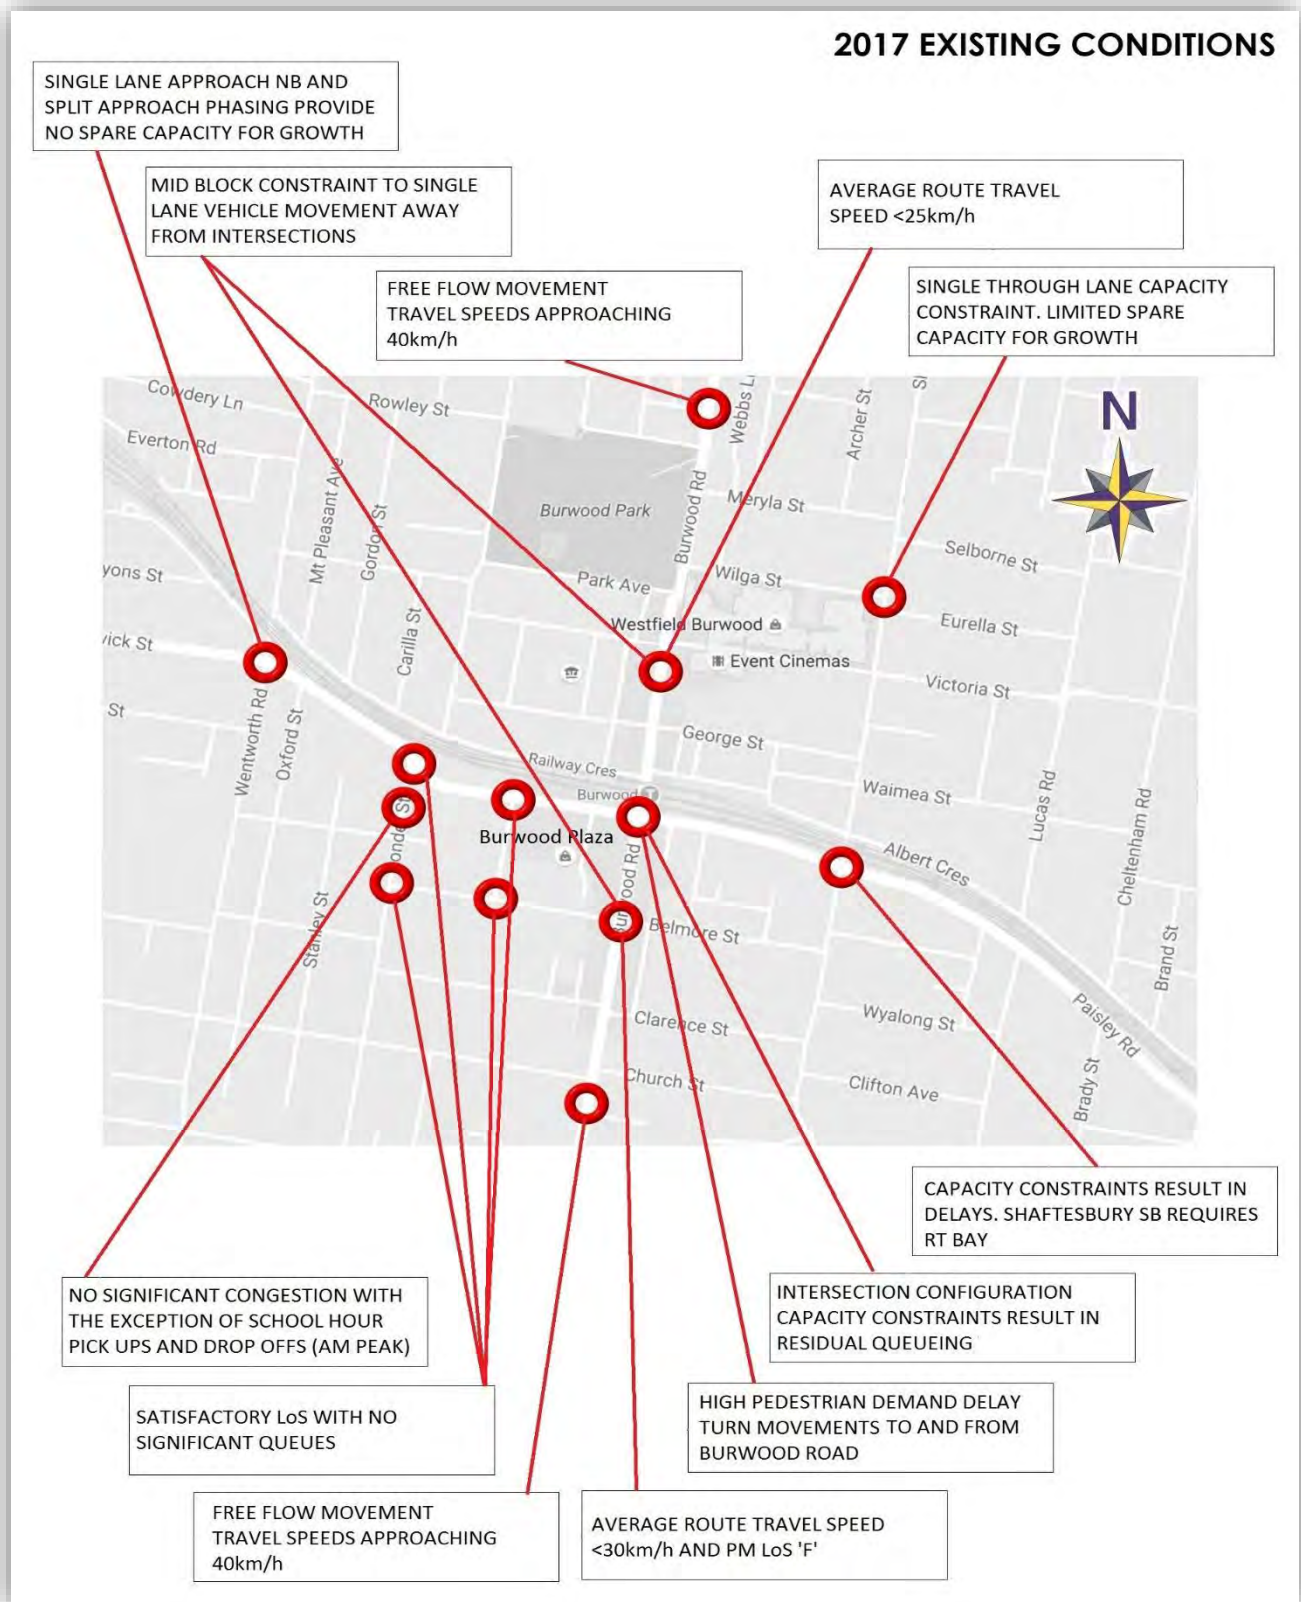 2017 EXISTING CONDITIONS
SINGLE LANE APPROACH NB AND
SPLIT APPROACH PHASING PROVIDE
NO SPARE CAPACITY FOR GROWTH
MID BLOCK CONSTRAINT TO SINGLE
LANE VEHICLE MOVEMENT AWAY
FROM INTERSECTIONS
AVERAGE ROUTE TRAVEL
SPEED <25km/h
FREE FLOW MOVEMENT
TRAVEL SPEEDS APPROACHING
40km/h
SINGLE THROUGH LANE CAPACITY
CONSTRAINT. LIMITED SPARE
CAPACITY FOR GROWTH
N
Cowdery Ln
Rowley St
Webbs L
Archer St
Everton Rd
Mt Pleasant Ave
Gordon St
Burwood Park
Burwood Rd
Meryla St
Selborne St
yons St
Park Ave
Wilga St
Westfield Burwood
Eurella St
vick St
Carilla St
Event Cinemas
Victoria St
St
Wentworth Rd
Oxford St
George St
Railway Cres
Burwood T
Waimea St
Lucas Rd
Cheltenham Rd
Burwood Plaza
Albert Cres
Burwood Rd
Stanley St
Belmore St
Brand St
Clarence St
Wyalong St
Paisley Rd
Church St
Clifton Ave
Brady St
CAPACITY CONSTRAINTS RESULT IN
DELAYS. SHAFTESBURY SB REQUIRES
RT BAY
NO SIGNIFICANT CONGESTION WITH
THE EXCEPTION OF SCHOOL HOUR
PICK UPS AND DROP OFFS (AM PEAK)
INTERSECTION CONFIGURATION
CAPACITY CONSTRAINTS RESULT IN
RESIDUAL QUEUEING
SATISFACTORY LoS WITH NO
SIGNIFICANT QUEUES
HIGH PEDESTRIAN DEMAND DELAY
TURN MOVEMENTS TO AND FROM
BURWOOD ROAD
FREE FLOW MOVEMENT
TRAVEL SPEEDS APPROACHING
40km/h
AVERAGE ROUTE TRAVEL SPEED
<30km/h AND PM LoS 'F'